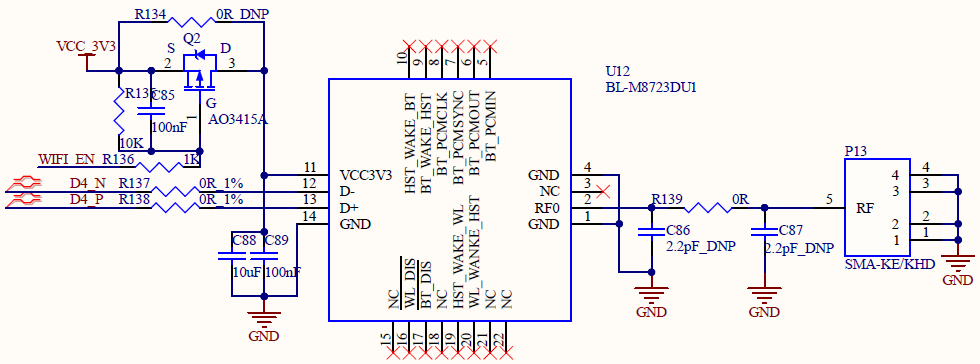 R134 0R_DNP
VCC_3V3
Q2
S D
2 3
G
1
AO3415A
R135
10K
C85
100nF
WIFI_EN R136 1K
D4_N R137 0R_1%
D4_P R138 0R_1%
C88 C89
10uF 100nF
GND
U12
BL-M8723DU1
10 9 8 7 6 5
HST_WAKE_BT
BT_WAKE_HST
BT_PCMCLK
BT_PCMSYNC
BT_PCMOUT
BT_PCMIN
11 VCC3V3
12 D-
13 D+
14 GND
GND 4
NC 3
RF0 2
GND 1
NC
WL_DIS
BT_DIS
NC
HST_WAKE_WL
WL_WANKE_HST
NC
NC
15 16 17 18 19 20 21 22
R139 0R
C86
2.2pF_DNP
GND
C87
2.2pF_DNP
GND
P13
5 RF
4 4
3 3
2 2
1 1
SMA-KE/KHD
GND